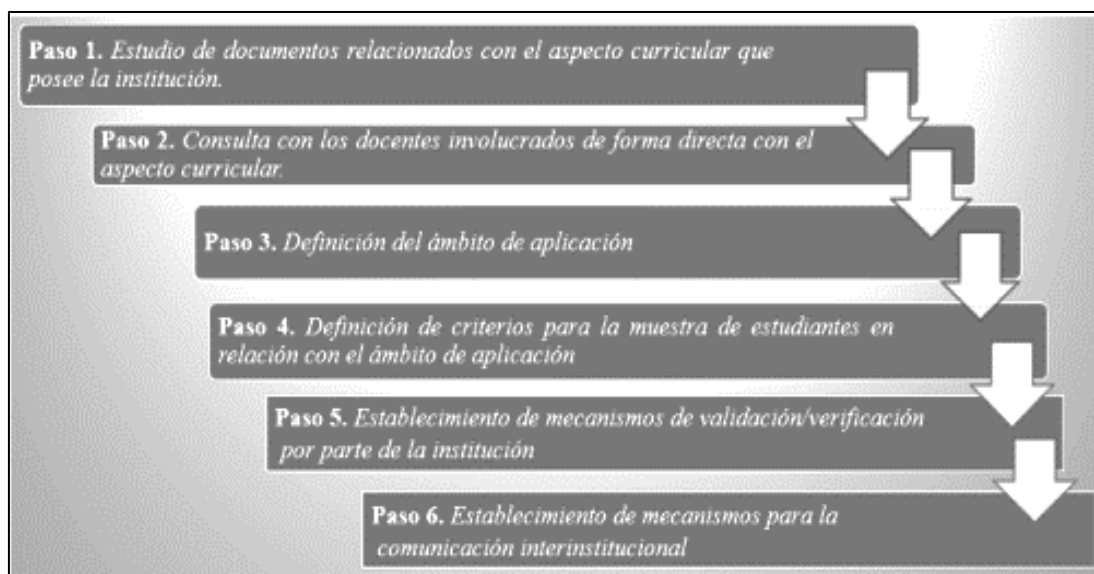 Paso 1. Estudio de documentos relacionados con el aspecto curricular que
posee la institución.
Paso 2. Consulta con los docentes involucrados de forma directa con el
aspecto curricular.
Paso 3. Definición del ámbito de aplicación
Paso 4. Definición de criterios para la muestra de estudiantes en
relación con el ámbito de aplicación
Paso 5. Establecimiento de mecanismos de validación/verificación
por parte de la institución
Paso 6. Establecimiento de mecanismos para la
comunicación interinstitucional